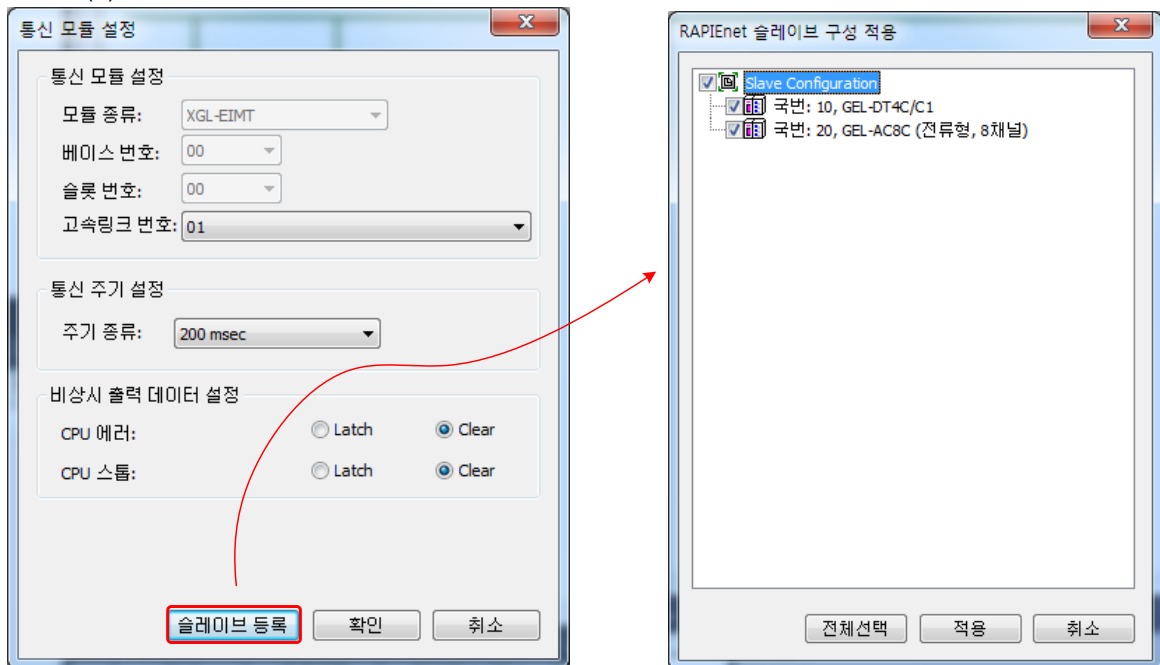 통신 모듈 설정
통신 모듈 설정
모듈 종류: XGL-EIMT
베이스 번호: 00
슬롯 번호: 00
고속링크 번호: 01
통신 주기 설정
주기 종류: 200 msec
비상시 출력 데이터 설정
CPU 에러: Latch Clear
CPU 스톱: Latch Clear
슬레이브 등록 확인 취소
RAPIEnet 슬레이브 구성 적용
Slave Configuration
국번: 10, GEL-DT4C/C1
국번: 20, GEL-AC8C (전류형, 8채널)
전체선택 적용 취소